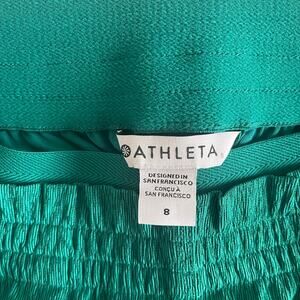 ATHLETA
DESIGNED IN
SAN FRANCISCO
CONÇU À
SAN FRANCISCO
8